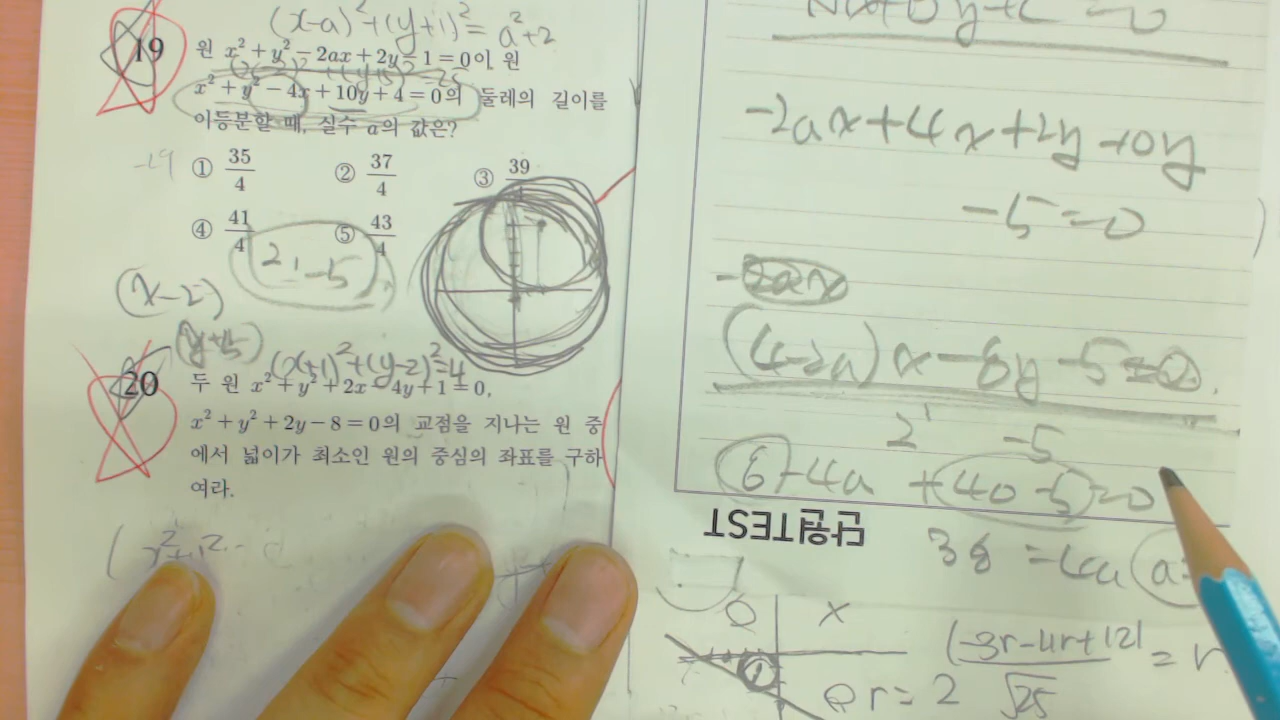 (x-a)²+(y+1)²=a²+2
19 원 x²+y²-2ax+2y-1=0이 원
x²+y²-4x+10y+4=0의 둘레의 길이를
이등분할 때, 실수 a의 값은?
① 35/4 ② 37/4 ③ 39
④ 41/4 ⑤ 43/4
2, -5
(x-2)
(x+1)²+(y-2)²=4
20 두 원 x²+y²+2x-4y+1=0,
x²+y²+2y-8=0의 교점을 지나는 원 중
에서 넓이가 최소인 원의 중심의 좌표를 구하
여라.
-2ax+4x+2y-10y
-5=0
(4-2a)x-8y-5=0
2 -5
+40-5=0
단원TEST
=4a
(-3r-4r+12) = r
√25
r=2